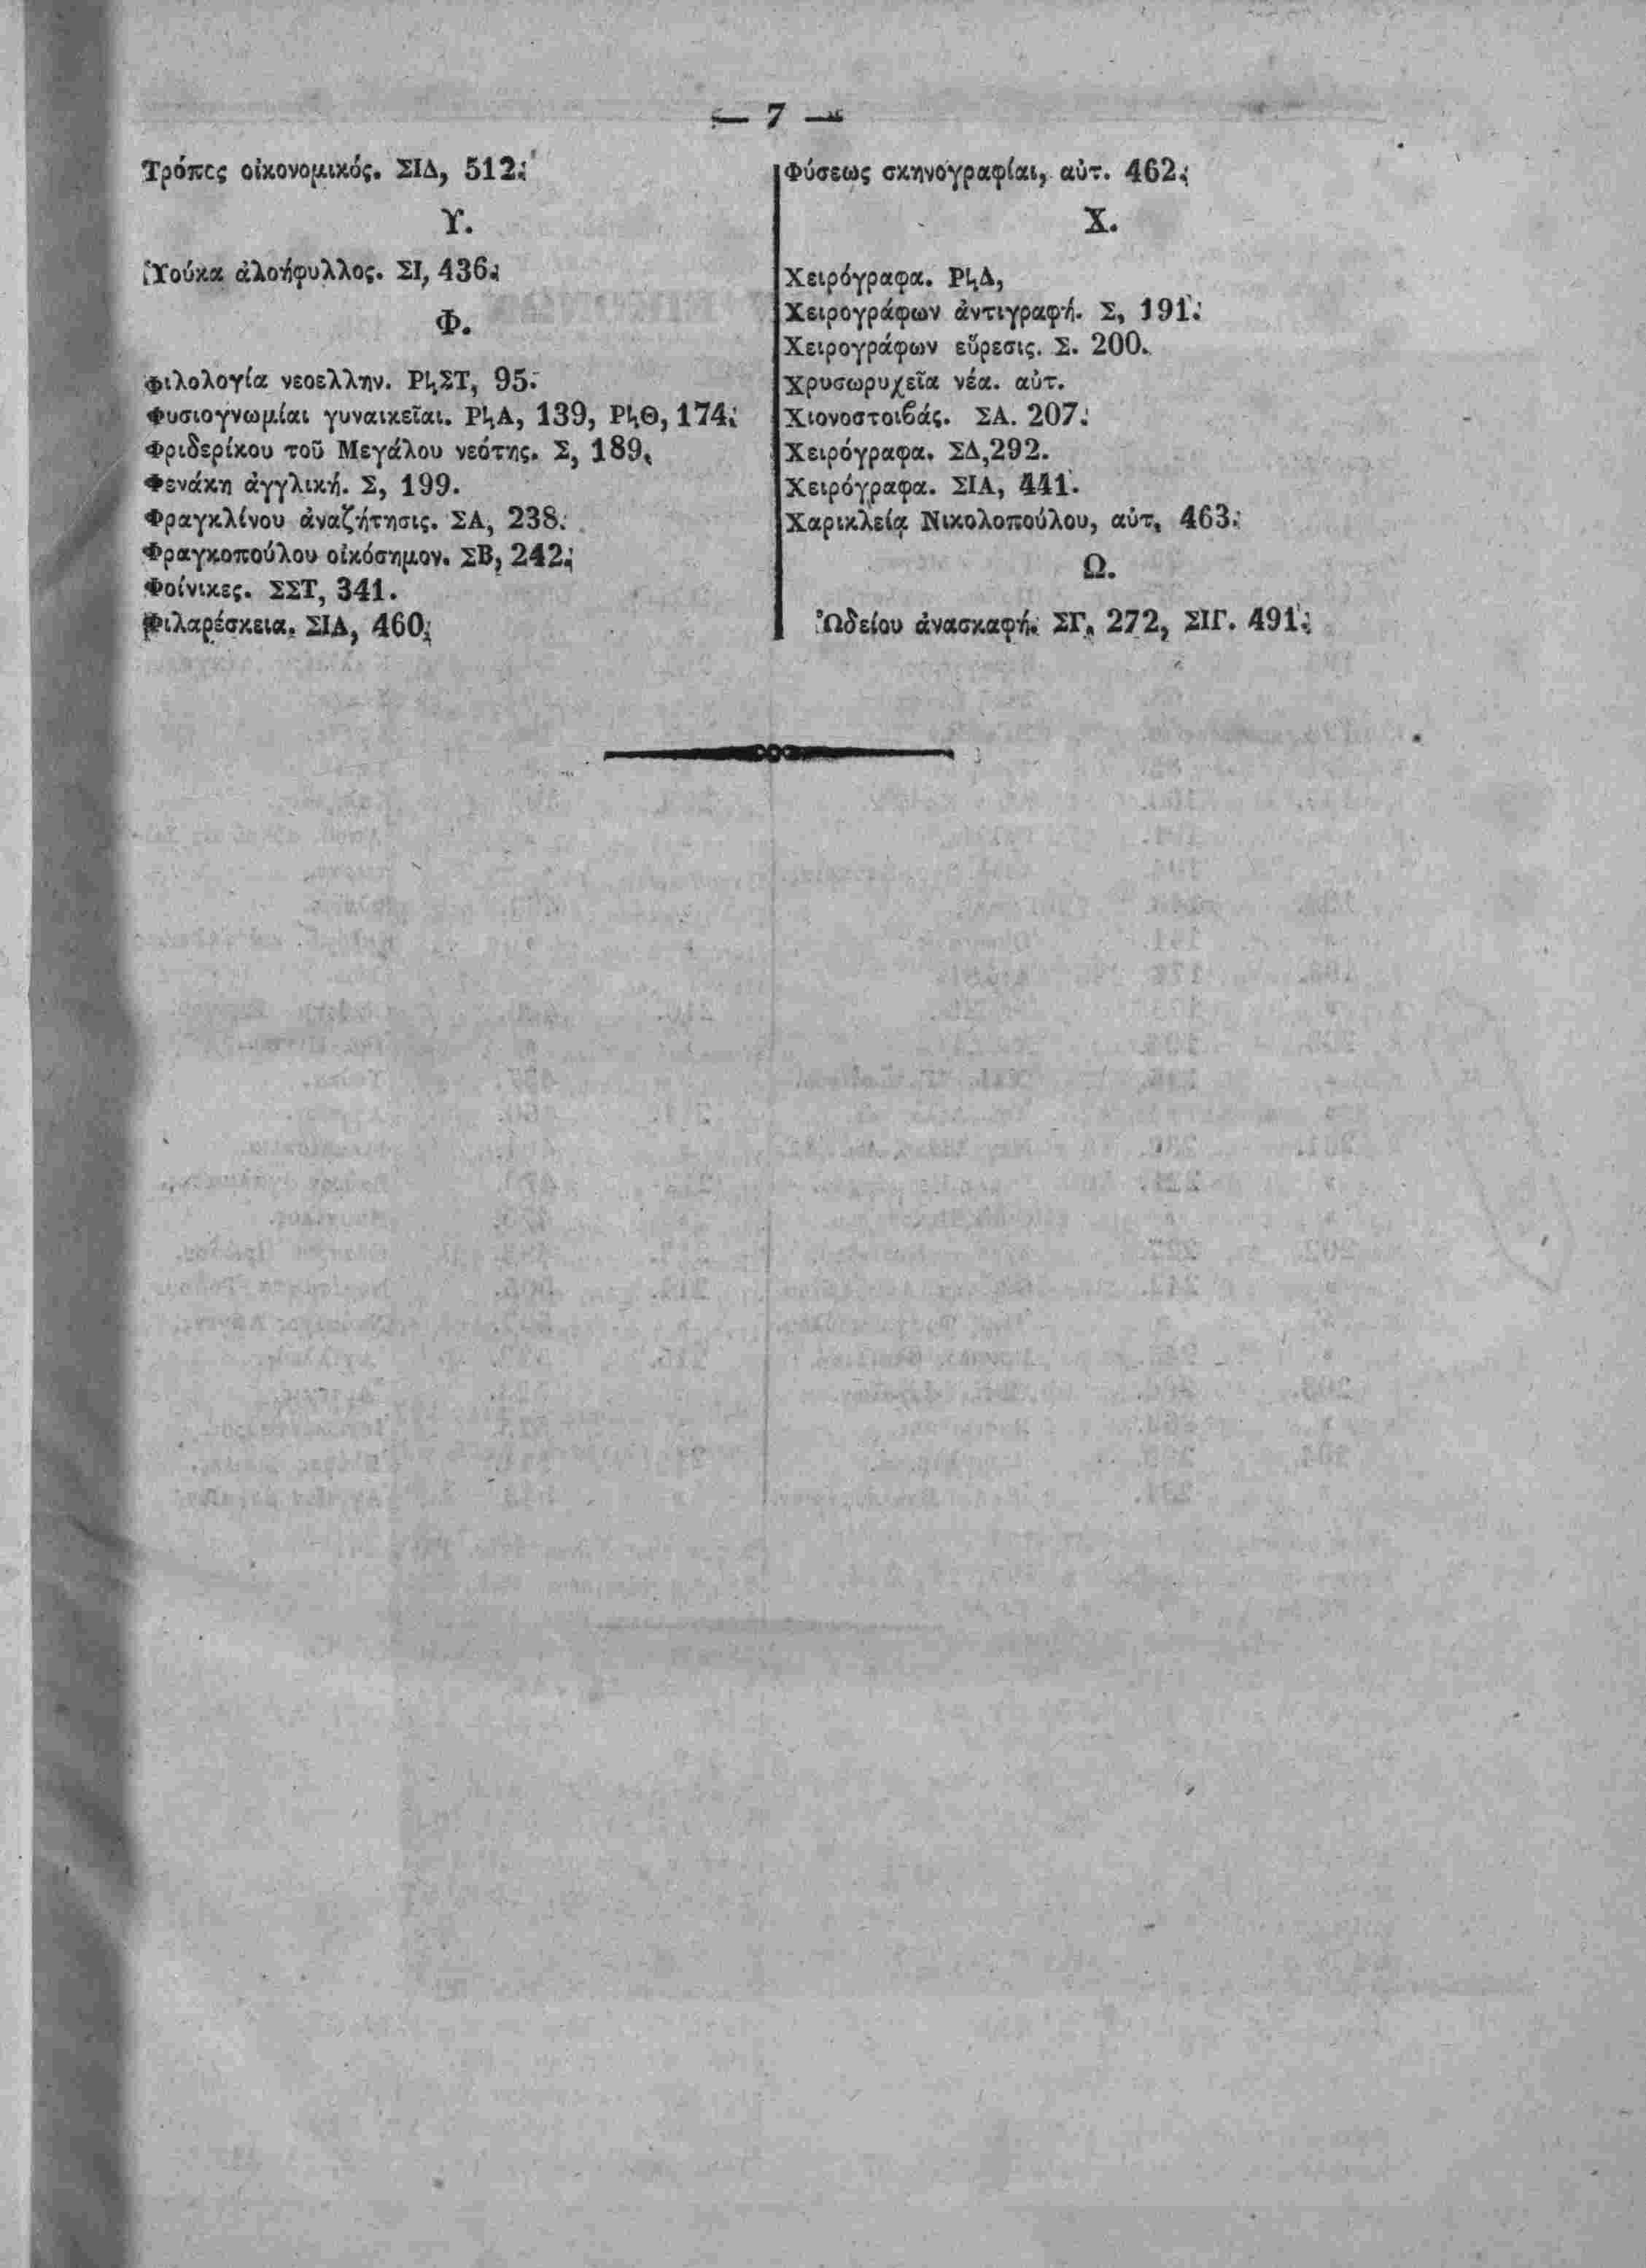 — 7 —
Τρόπος οἰκονομικός. ΣΙΔ, 512.
Υ.
Ὑούκα ἀλοήφυλλος. ΣΙ, 436.
Φ.
Φιλολογία νεοελλην. ΡϟΣΤ, 95.
Φυσιογνωμίαι γυναικεῖαι. ΡϟΑ, 139, ΡϟΘ, 174.
Φριδερίκου τοῦ Μεγάλου νεότης. Σ, 189.
Φενάκη ἀγγλική. Σ, 199.
Φραγκλίνου ἀναζήτησις. ΣΑ, 238.
Φραγκοπούλου οἰκόσημον. ΣΒ, 242.
Φοίνικες. ΣΣΤ, 341.
Φιλαρέσκεια. ΣΙΑ, 460.
Φύσεως σκηνογραφίαι, αὐτ. 462.
Χ.
Χειρόγραφα. ΡϟΔ,
Χειρογράφων ἀντιγραφή. Σ, 191.
Χειρογράφων εὕρεσις. Σ. 200.
Χρυσωρυχεῖα νέα. αὐτ.
Χιονοστοιβάς. ΣΑ. 207.
Χειρόγραφα. ΣΔ,292.
Χειρόγραφα. ΣΙΑ, 441.
Χαρικλείᾳ Νικολοπούλου, αὐτ. 463.
Ω.
Ὠδείου ἀνασκαφή. ΣΓ. 272, ΣΙΓ. 491.